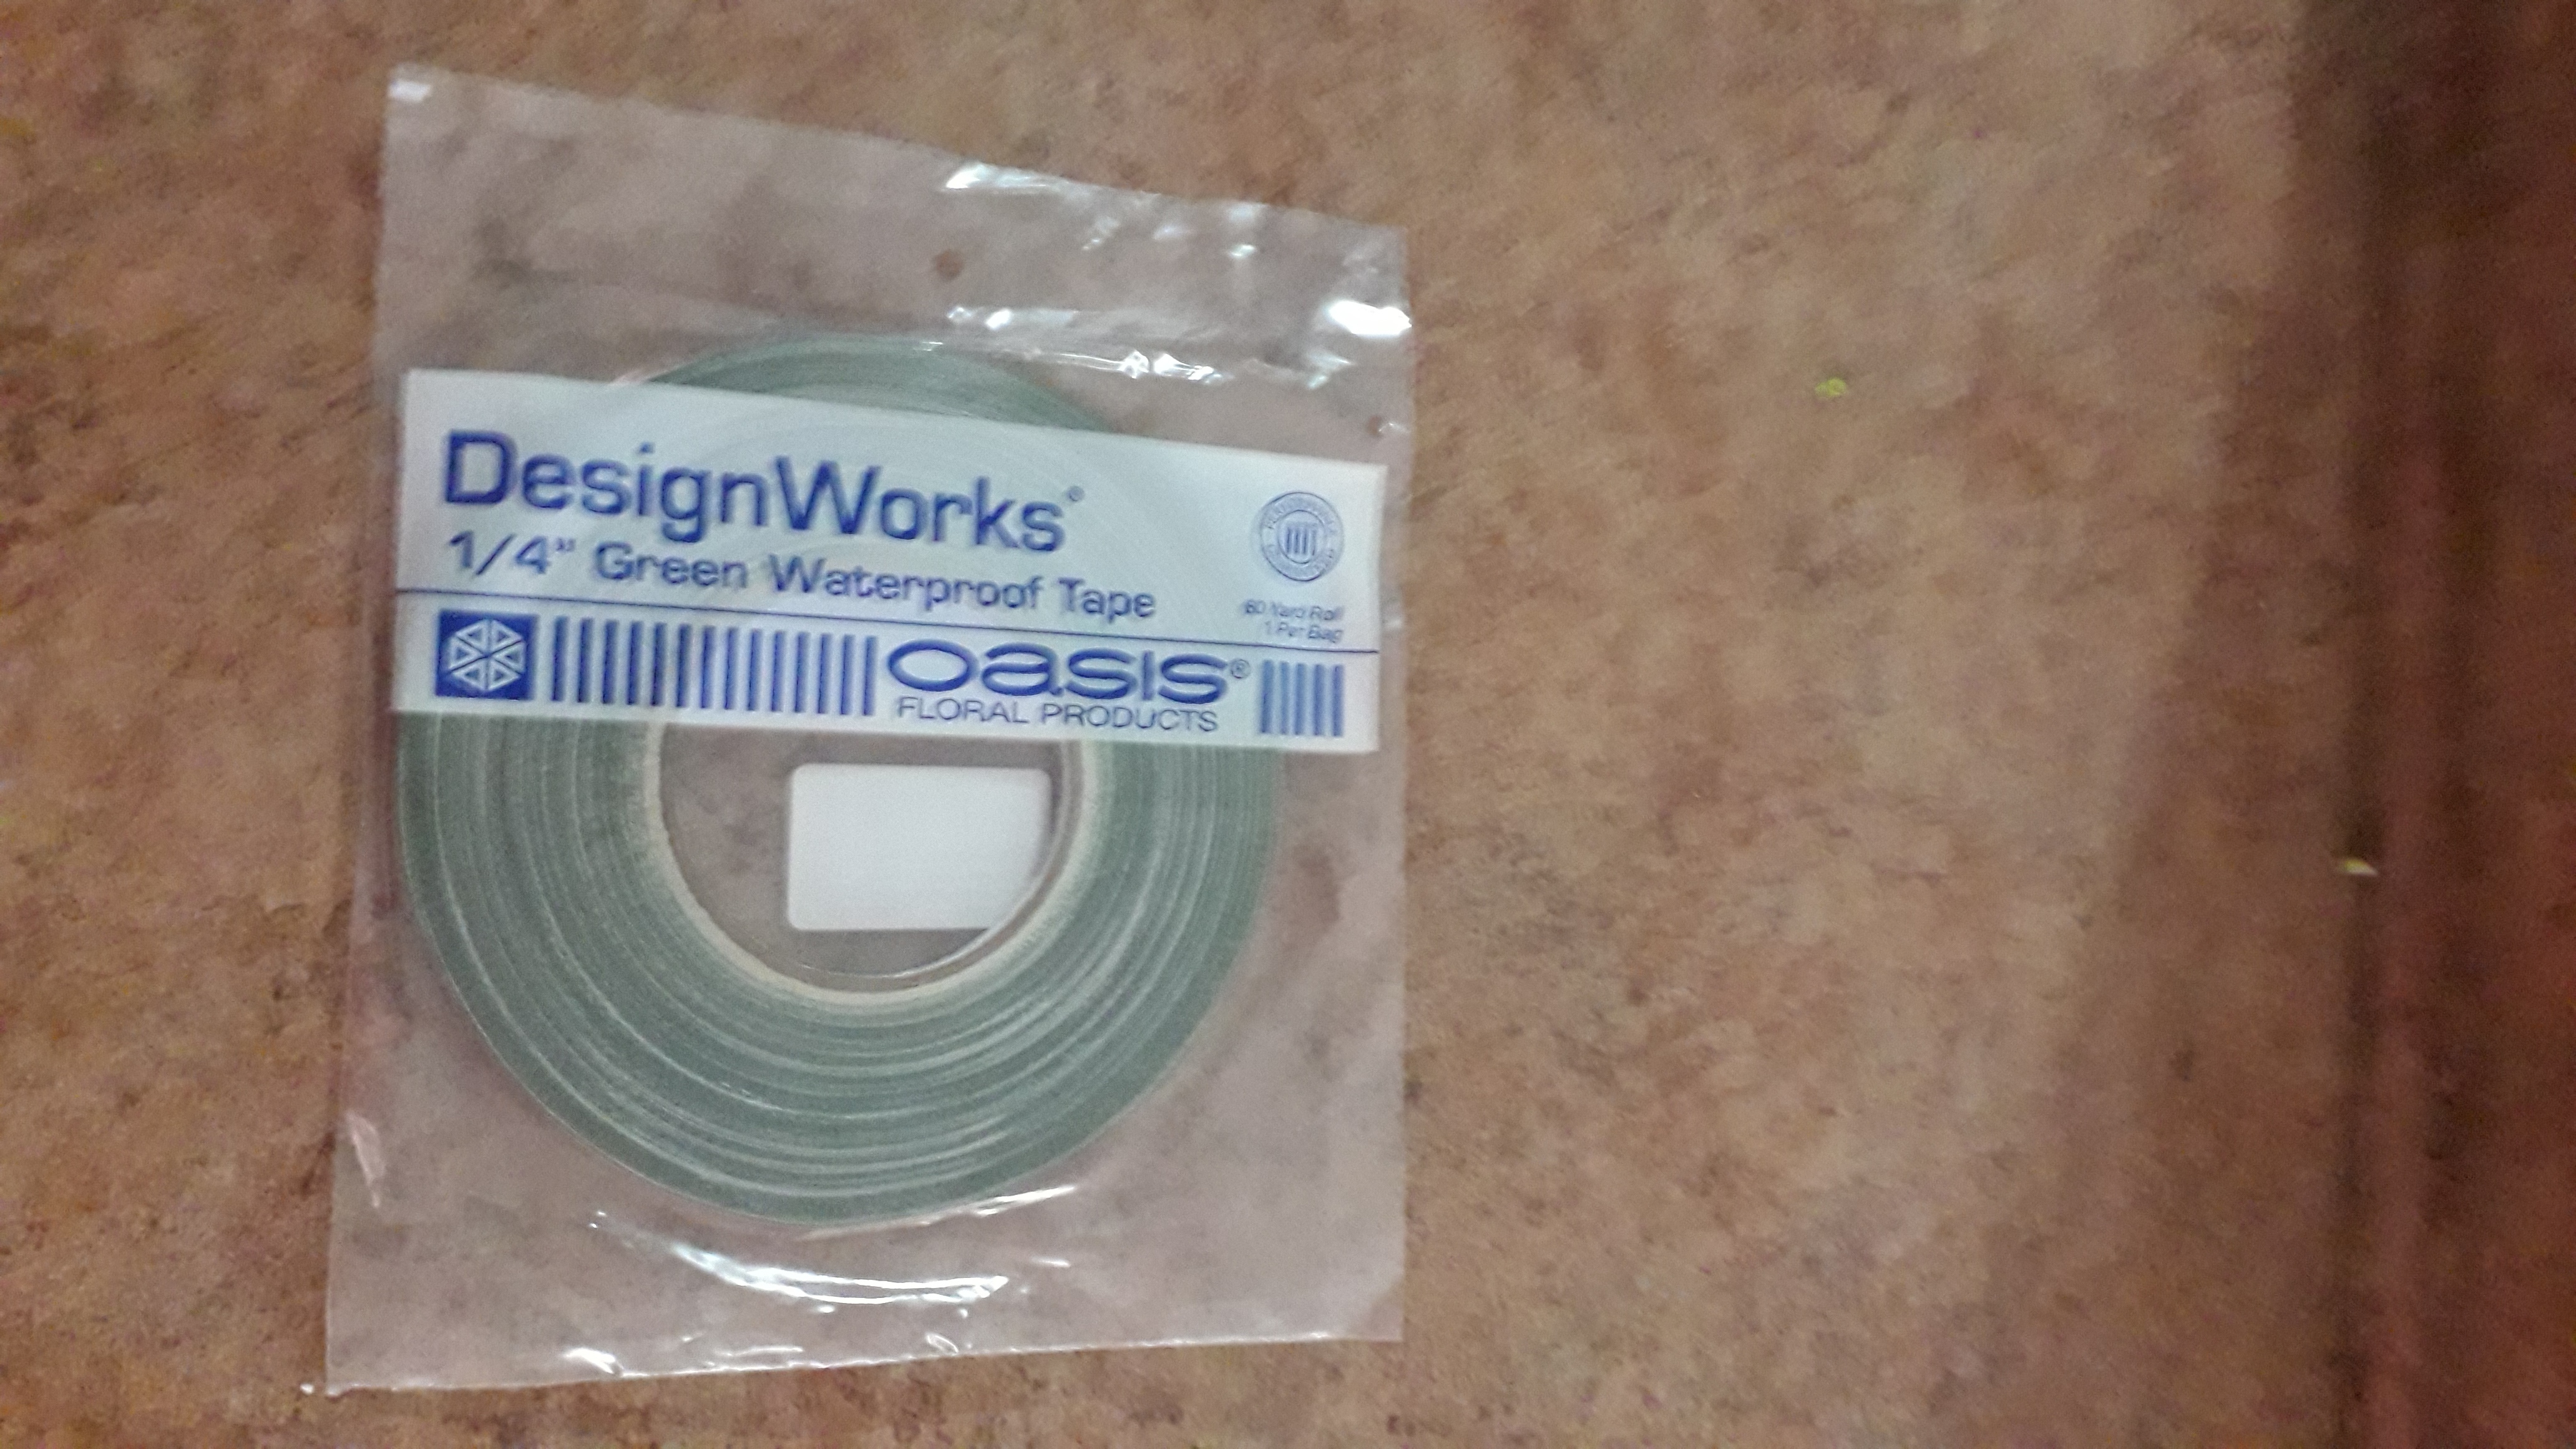 DesignWorks®
1/4" Green Waterproof Tape
60 Yard Roll
1 Per Bag
OASIS®
FLORAL PRODUCTS